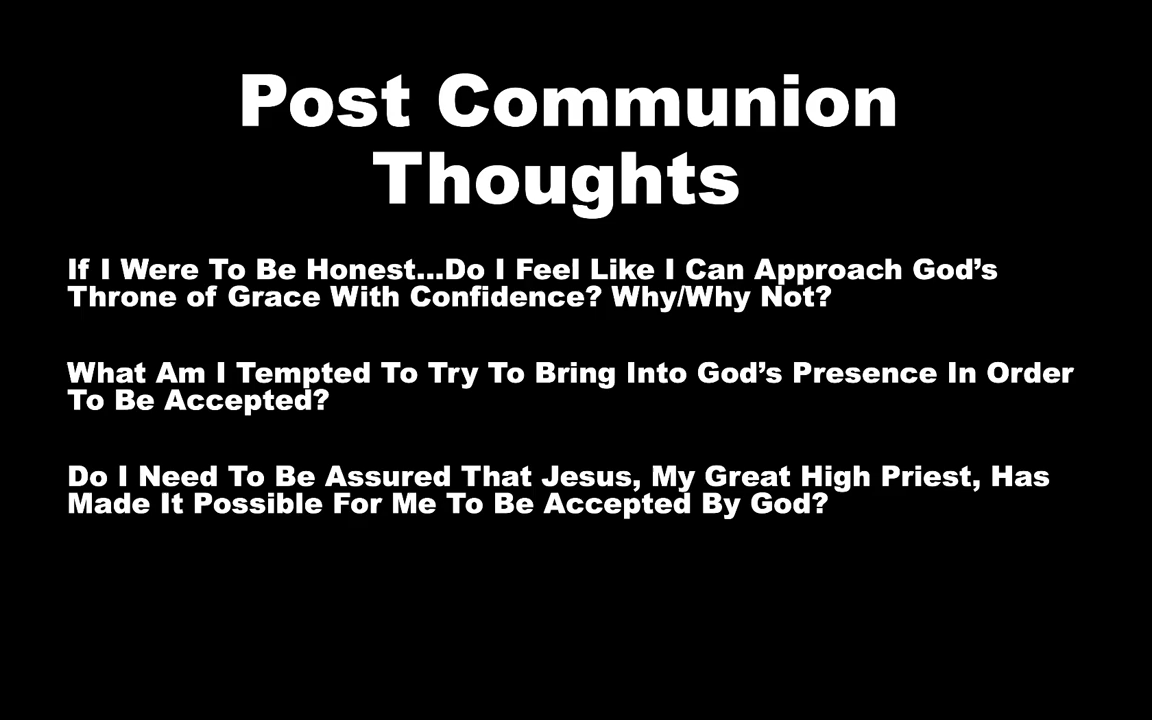 Post Communion
Thoughts
If I Were To Be Honest...Do I Feel Like I Can Approach God’s
Throne of Grace With Confidence? Why/Why Not?
What Am I Tempted To Try To Bring Into God’s Presence In Order
To Be Accepted?
Do I Need To Be Assured That Jesus, My Great High Priest, Has
Made It Possible For Me To Be Accepted By God?